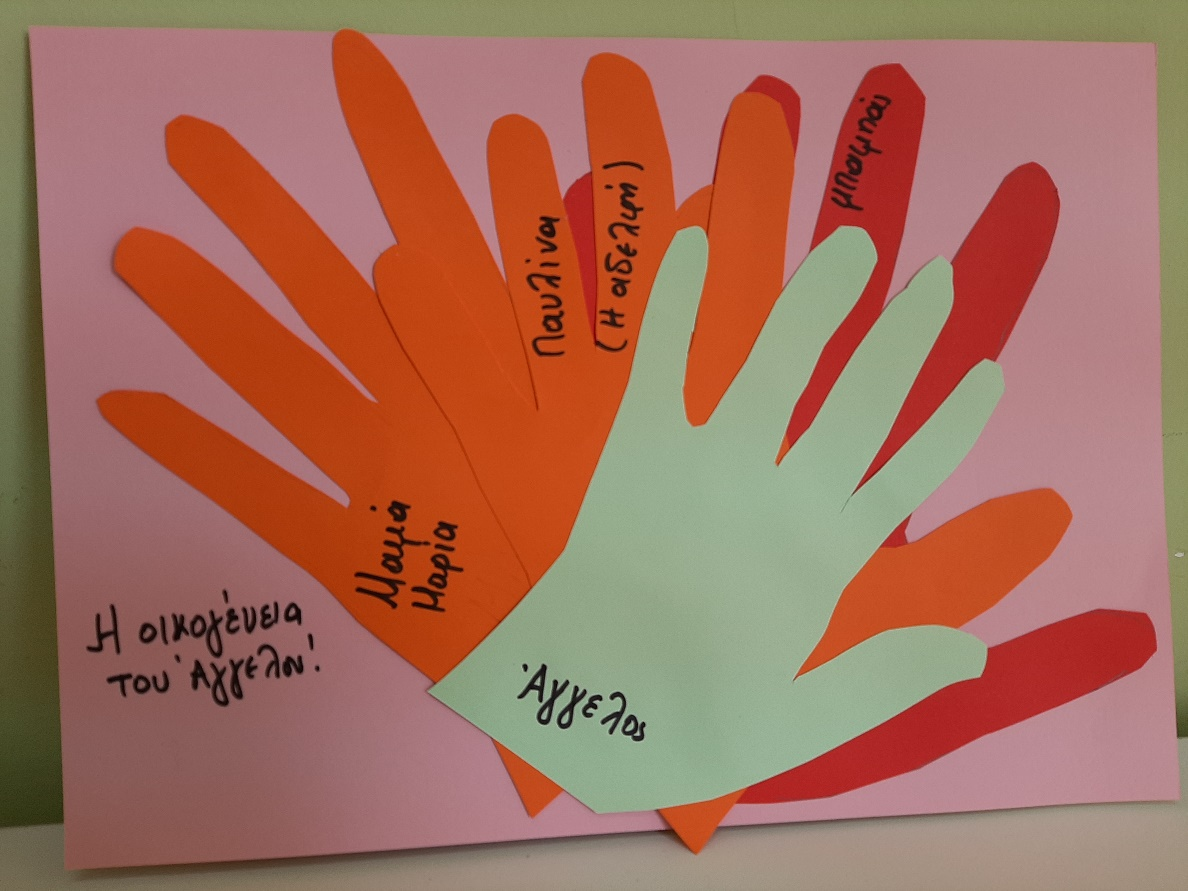 Η οικογένεια
του Άγγελου!
Μαμά
Μαρία
Παυλίνα
(Η αδελφή)
μπαμπάς
Άγγελος